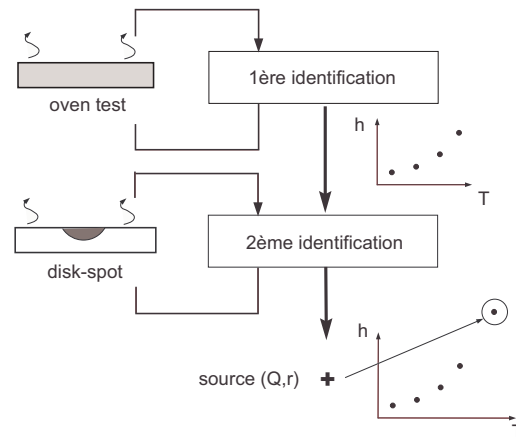 1ère identification
oven test
h
T
2ème identification
disk-spot
h
source (Q,r)